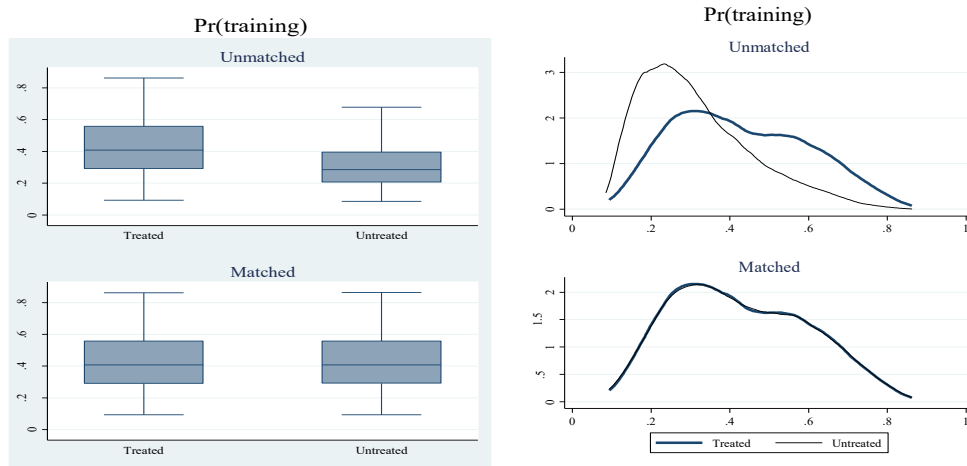 Pr(training)
Unmatched
.8
.6
.4
.2
0
Treated Untreated
Matched
.8
.6
.4
.2
0
Treated Untreated
Pr(training)
Unmatched
3
2
1
0
0 .2 .4 .6 .8 1
Matched
2
1.5
1
.5
0
0 .2 .4 .6 .8 1
Treated Untreated